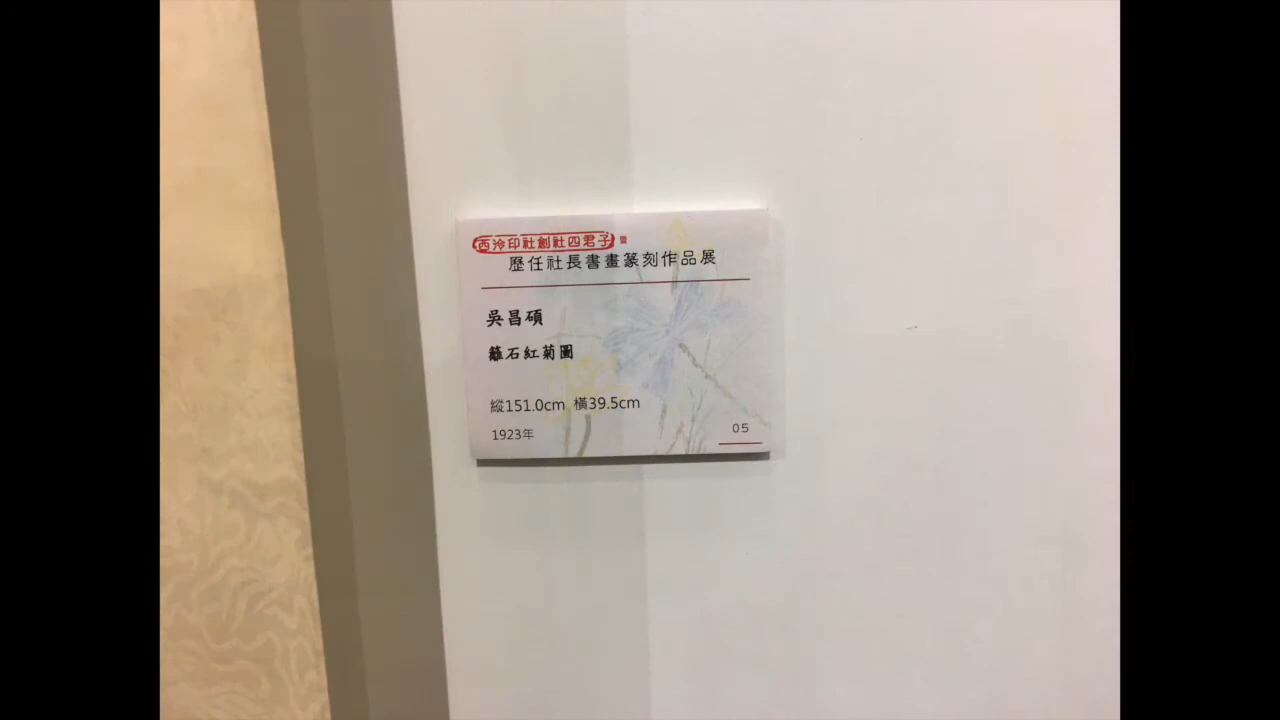 西泠印社創社四君子暨
歷任社長書畫篆刻作品展
吳昌碩
籬石紅菊圖
縱151.0cm 橫39.5cm
1923年
05